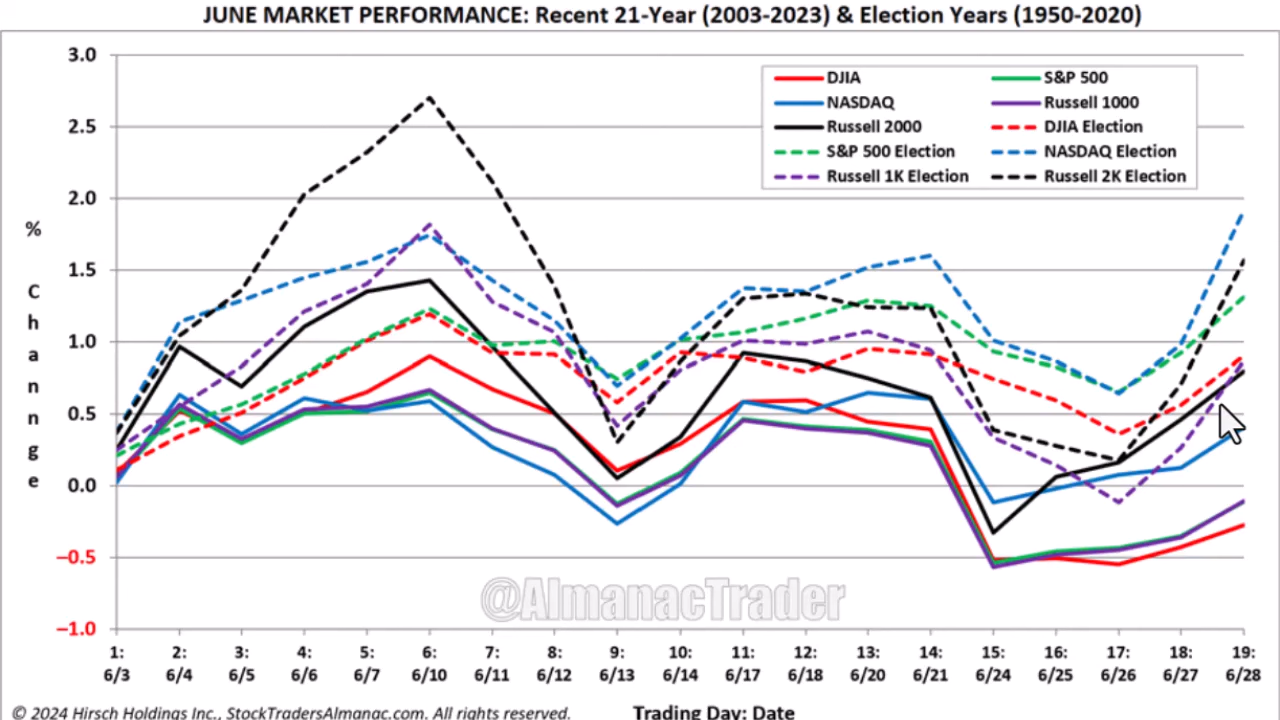 JUNE MARKET PERFORMANCE: Recent 21-Year (2003-2023) & Election Years (1950-2020)
3.0
2.5
2.0
1.5
1.0
0.5
0.0
−0.5
−1.0
% Channge
DJIA
S&P 500
NASDAQ
Russell 1000
Russell 2000
DJIA Election
S&P 500 Election
NASDAQ Election
Russell 1K Election
Russell 2K Election
@AlmanacTrader
1: 2: 3: 4: 5: 6: 7: 8: 9: 10: 11: 12: 13: 14: 15: 16: 17: 18: 19:
6/3 6/4 6/5 6/6 6/7 6/10 6/11 6/12 6/13 6/14 6/17 6/18 6/20 6/21 6/24 6/25 6/26 6/27 6/28
© 2024 Hirsch Holdings Inc., StockTradersAlmanac.com. All rights reserved.
Trading Day: Date